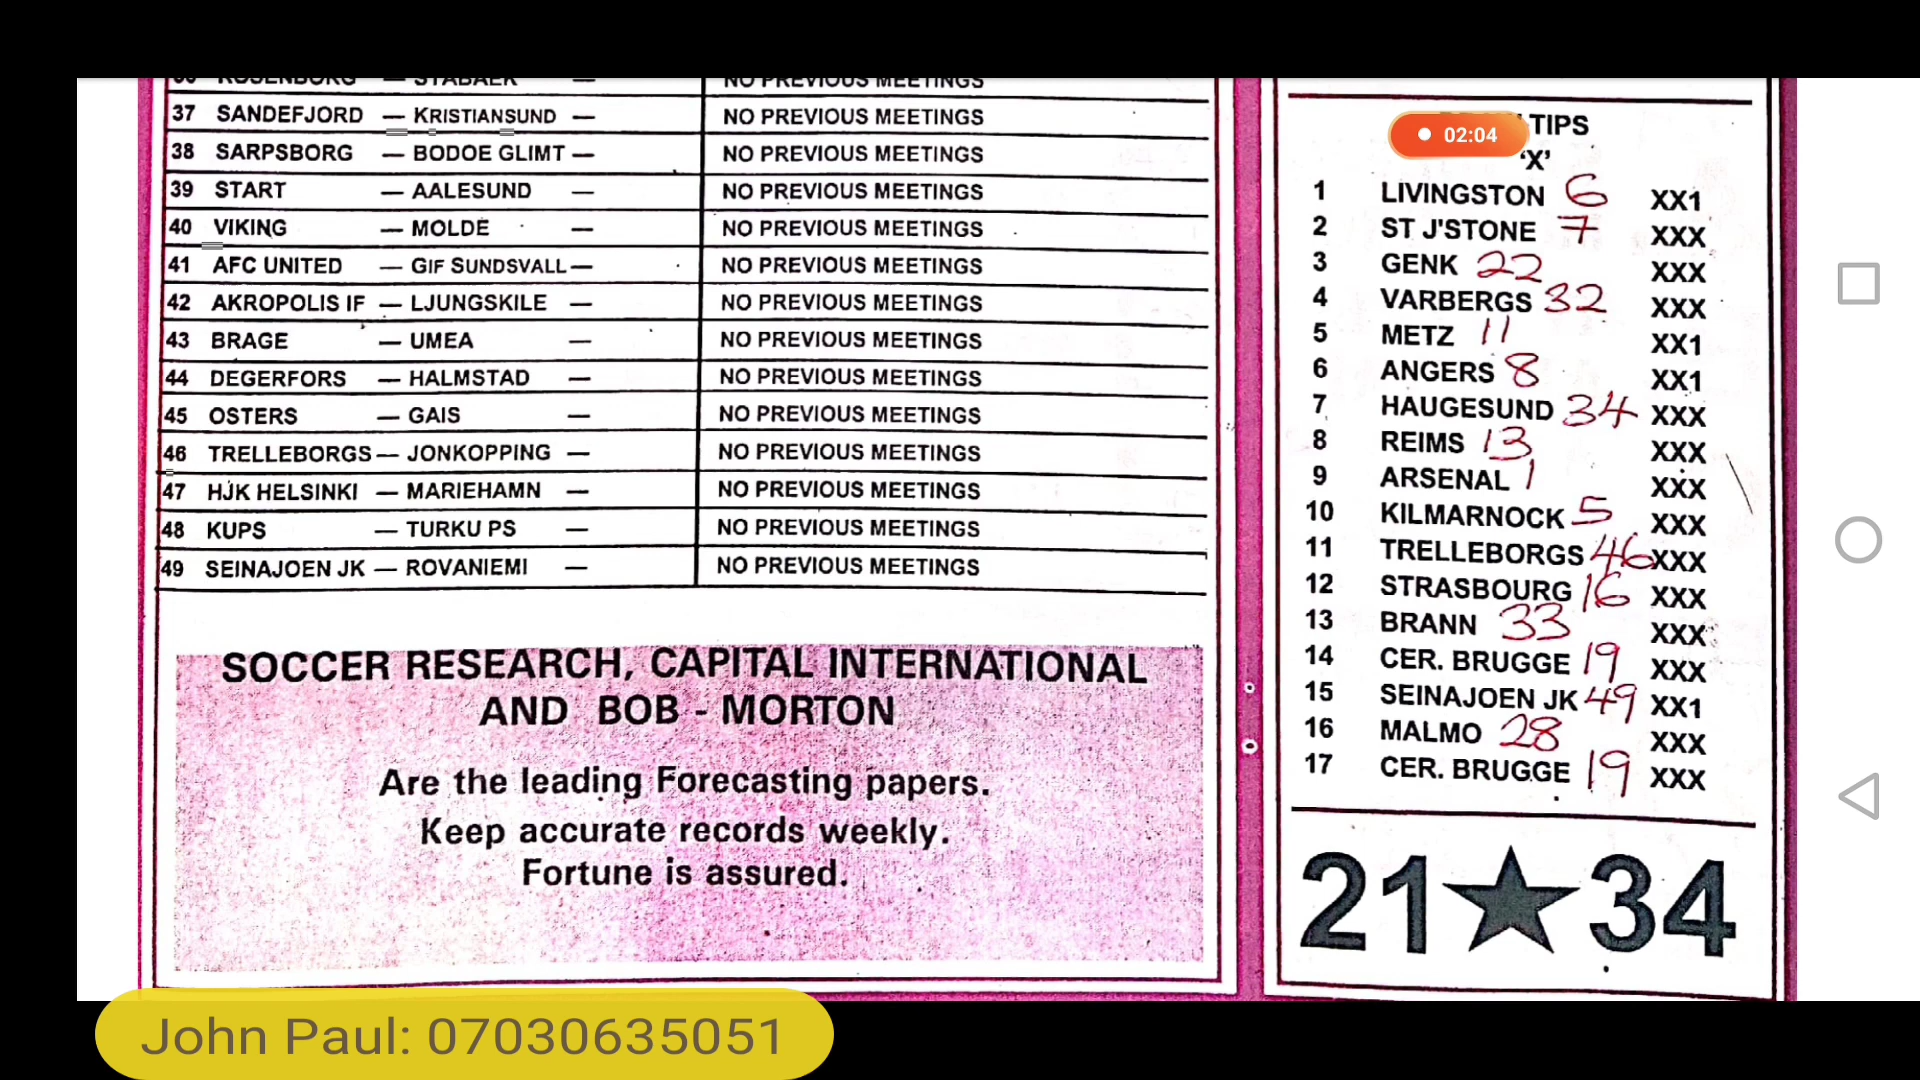 36 ROSENBORG — STABAEK — NO PREVIOUS MEETINGS
37 SANDEFJORD — KRISTIANSUND — NO PREVIOUS MEETINGS
38 SARPSBORG — BODOE GLIMT — NO PREVIOUS MEETINGS
39 START — AALESUND — NO PREVIOUS MEETINGS
40 VIKING — MOLDE — NO PREVIOUS MEETINGS
41 AFC UNITED — GIF SUNDSVALL — NO PREVIOUS MEETINGS
42 AKROPOLIS IF — LJUNGSKILE — NO PREVIOUS MEETINGS
43 BRAGE — UMEA — NO PREVIOUS MEETINGS
44 DEGERFORS — HALMSTAD — NO PREVIOUS MEETINGS
45 OSTERS — GAIS — NO PREVIOUS MEETINGS
46 TRELLEBORGS — JONKOPPING — NO PREVIOUS MEETINGS
47 HJK HELSINKI — MARIEHAMN — NO PREVIOUS MEETINGS
48 KUPS — TURKU PS — NO PREVIOUS MEETINGS
49 SEINAJOEN JK — ROVANIEMI — NO PREVIOUS MEETINGS
SOCCER RESEARCH, CAPITAL INTERNATIONAL
AND BOB - MORTON
Are the leading Forecasting papers.
Keep accurate records weekly.
Fortune is assured.
02:04
TIPS
'X'
1 LIVINGSTON 6 XX1
2 ST J'STONE 7 XXX
3 GENK 22 XXX
4 VARBERGS 32 XXX
5 METZ 11 XX1
6 ANGERS 8 XX1
7 HAUGESUND 34 XXX
8 REIMS 13 XXX
9 ARSENAL 1 XXX
10 KILMARNOCK 5 XXX
11 TRELLEBORGS 46 XXX
12 STRASBOURG 16 XXX
13 BRANN 33 XXX
14 CER. BRUGGE 19 XXX
15 SEINAJOEN JK 49 XX1
16 MALMO 28 XXX
17 CER. BRUGGE 19 XXX
21★34
John Paul: 07030635051